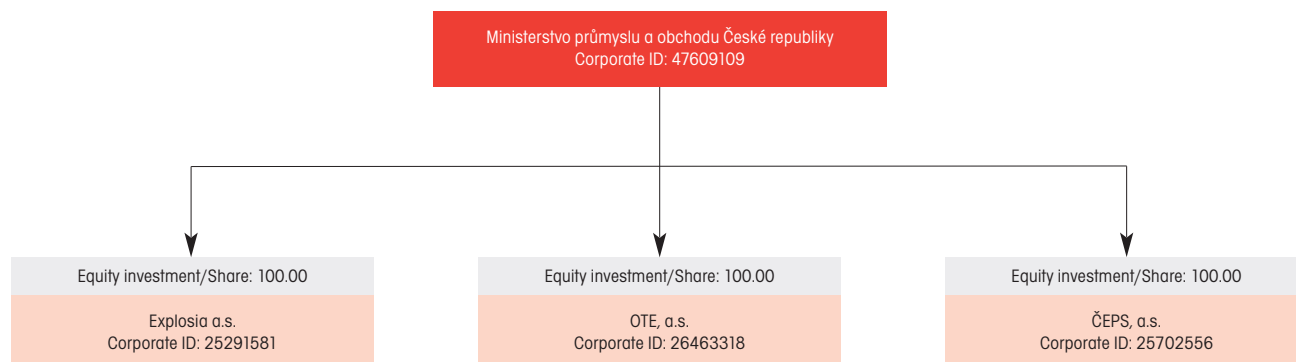 Ministerstvo průmyslu a obchodu České republiky
Corporate ID: 47609109
Equity investment/Share: 100.00
Explosia a.s.
Corporate ID: 25291581
Equity investment/Share: 100.00
OTE, a.s.
Corporate ID: 26463318
Equity investment/Share: 100.00
ČEPS, a.s.
Corporate ID: 25702556